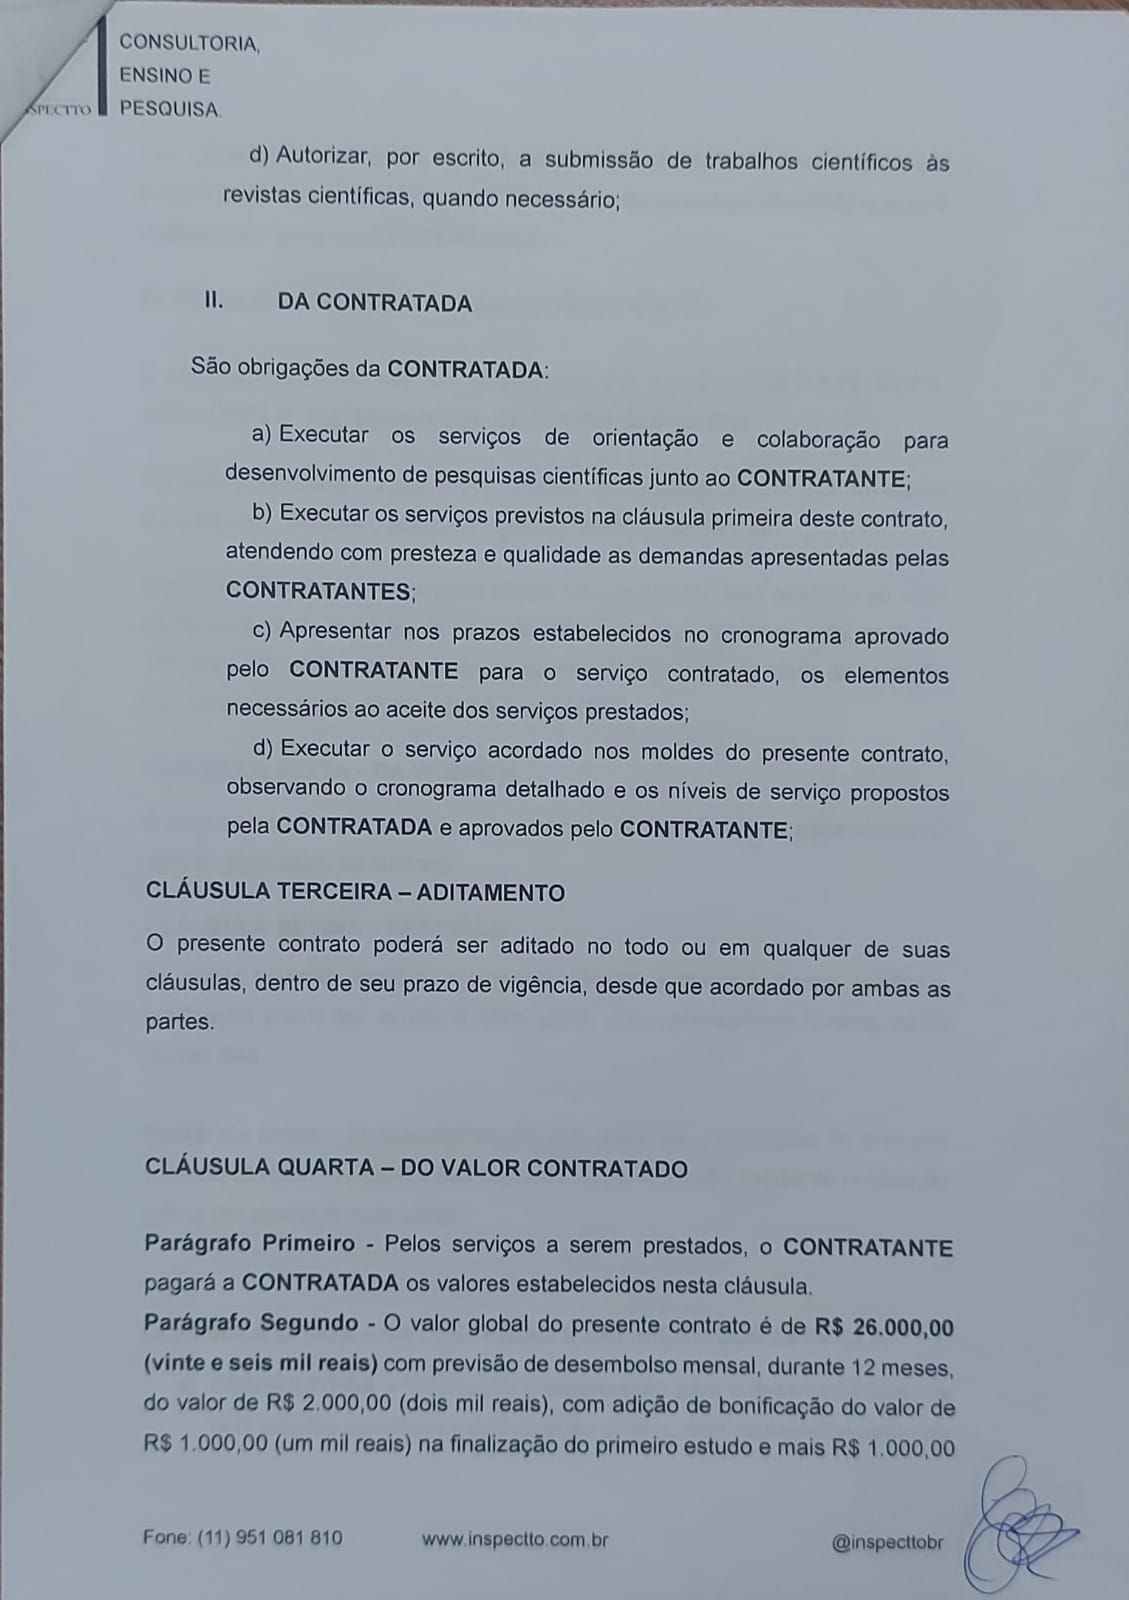 CONSULTORIA,
ENSINO E
SPECTTO
PESQUISA.
d) Autorizar, por escrito, a submissão de trabalhos científicos às
revistas científicas, quando necessário;
II. DA CONTRATADA
São obrigações da CONTRATADA:
a) Executar os serviços de orientação e colaboração para
desenvolvimento de pesquisas científicas junto ao CONTRATANTE;
b) Executar os serviços previstos na cláusula primeira deste contrato,
atendendo com presteza e qualidade as demandas apresentadas pelas
CONTRATANTES;
c) Apresentar nos prazos estabelecidos no cronograma aprovado
pelo CONTRATANTE para o serviço contratado, os elementos
necessários ao aceite dos serviços prestados;
d) Executar o serviço acordado nos moldes do presente contrato,
observando o cronograma detalhado e os níveis de serviço propostos
pela CONTRATADA e aprovados pelo CONTRATANTE;
CLÁUSULA TERCEIRA – ADITAMENTO
O presente contrato poderá ser aditado no todo ou em qualquer de suas
cláusulas, dentro de seu prazo de vigência, desde que acordado por ambas as
partes.
CLÁUSULA QUARTA – DO VALOR CONTRATADO
Parágrafo Primeiro - Pelos serviços a serem prestados, o CONTRATANTE
pagará a CONTRATADA os valores estabelecidos nesta cláusula.
Parágrafo Segundo - O valor global do presente contrato é de R$ 26.000,00
(vinte e seis mil reais) com previsão de desembolso mensal, durante 12 meses,
do valor de R$ 2.000,00 (dois mil reais), com adição de bonificação do valor de
R$ 1.000,00 (um mil reais) na finalização do primeiro estudo e mais R$ 1.000,00
Fone: (11) 951 081 810 www.inspectto.com.br @inspecttobr